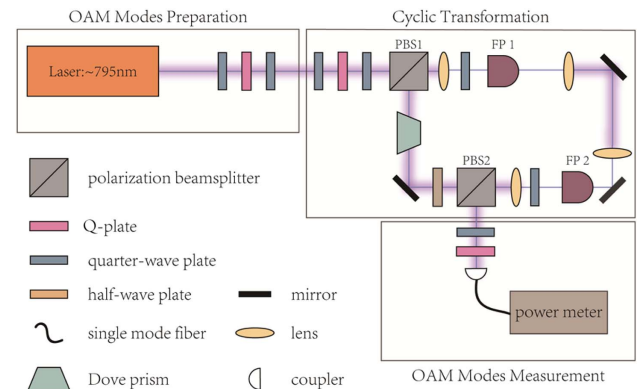 OAM Modes Preparation
Cyclic Transformation
Laser:~795nm
PBS1
FP 1
PBS2
FP 2
polarization beamsplitter
Q-plate
quarter-wave plate
half-wave plate
mirror
single mode fiber
lens
Dove prism
coupler
power meter
OAM Modes Measurement